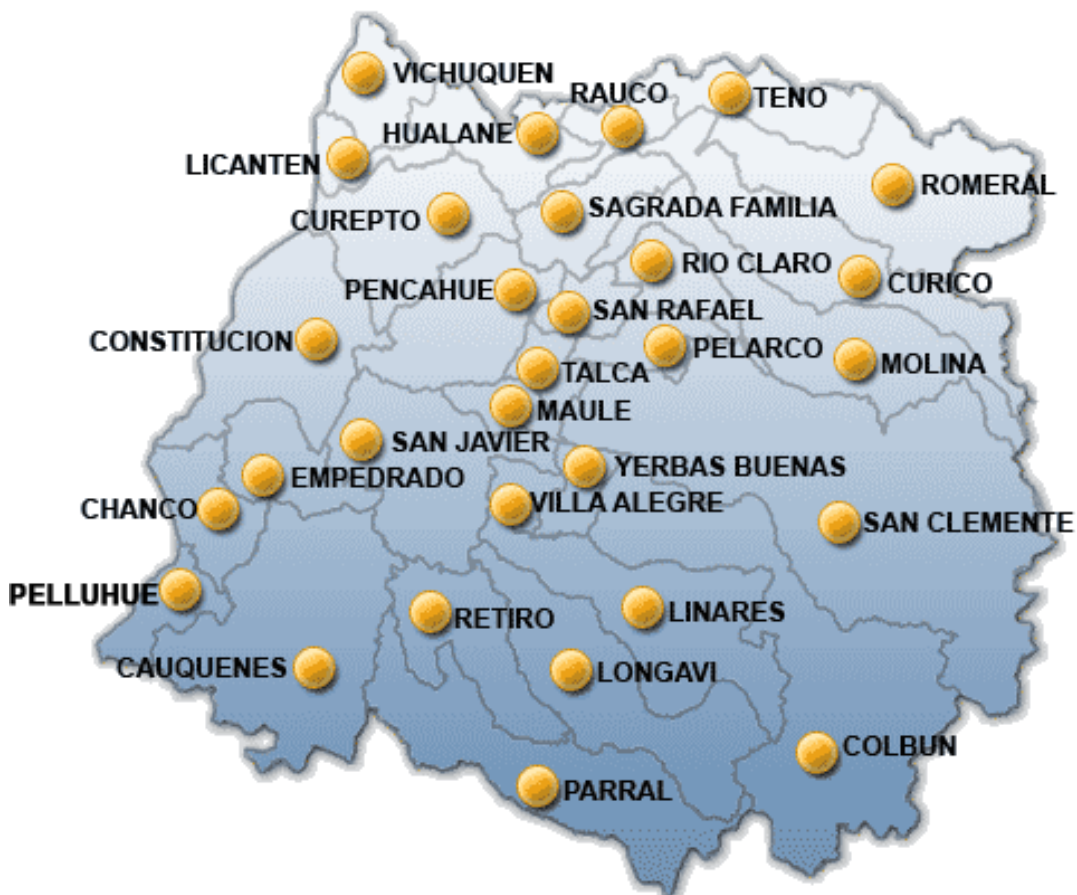 VICHUQUEN
RAUCO
TENO
HUALANE
LICANTEN
ROMERAL
SAGRADA FAMILIA
CUREPTO
RIO CLARO
CURICO
PENCAHUE
SAN RAFAEL
CONSTITUCION
PELARCO
MOLINA
TALCA
MAULE
SAN JAVIER
YERBAS BUENAS
EMPEDRADO
VILLA ALEGRE
CHANCO
SAN CLEMENTE
PELLUHUE
RETIRO
LINARES
CAUQUENES
LONGAVI
COLBUN
PARRAL